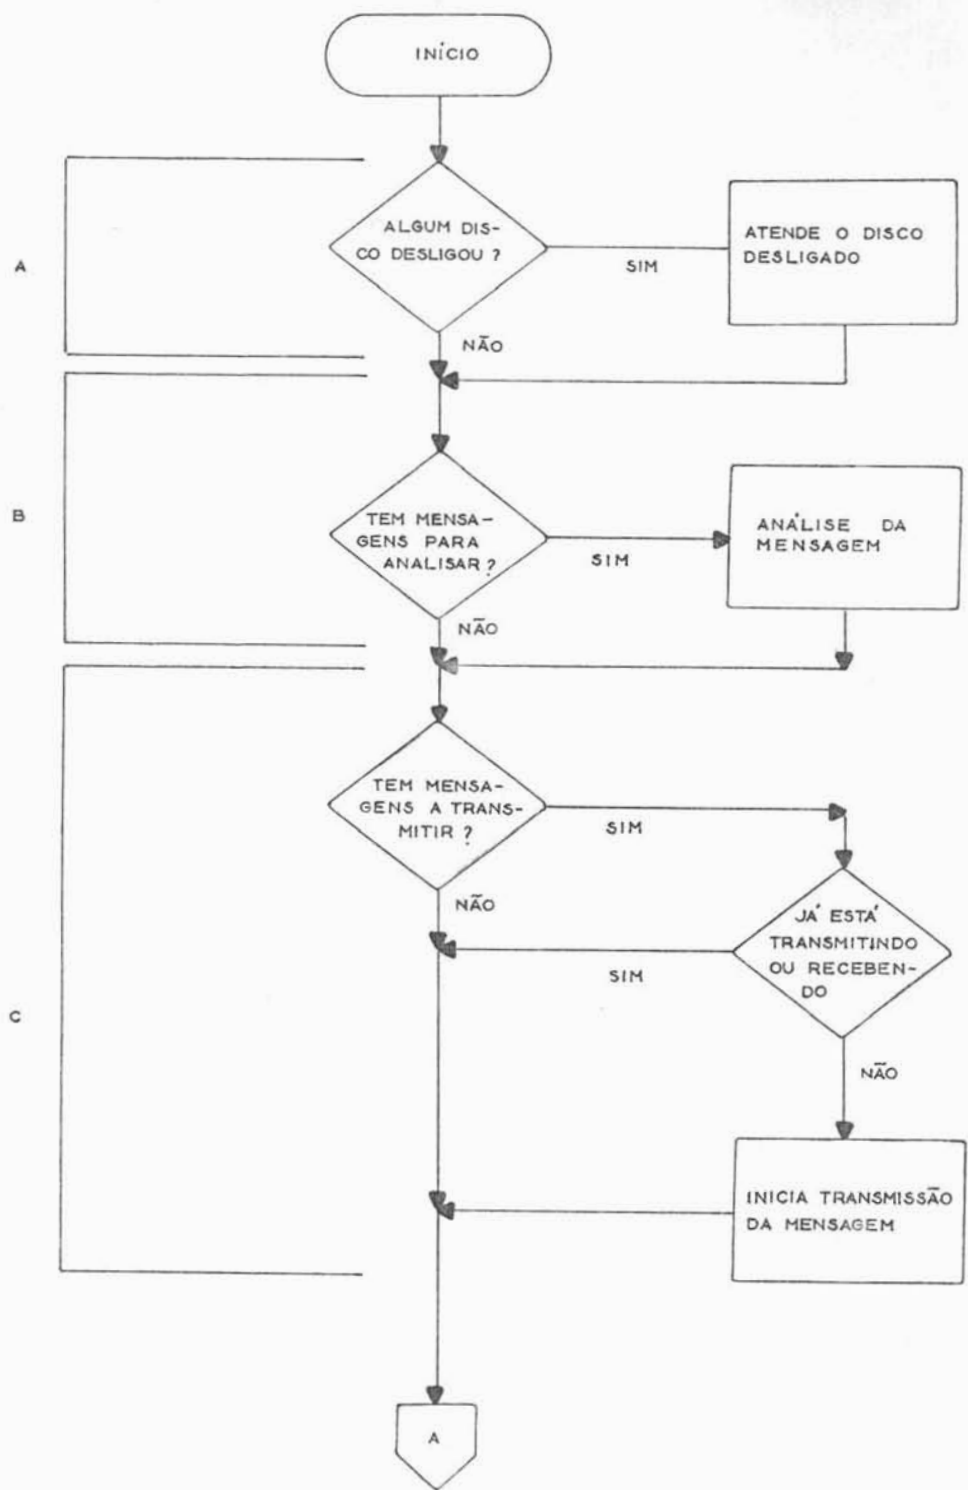 INÍCIO
A
ALGUM DIS-
CO DESLIGOU ?
SIM
ATENDE O DISCO
DESLIGADO
NÃO
B
TEM MENSA-
GENS PARA
ANALISAR ?
SIM
ANÁLISE DA
MENSAGEM
NÃO
TEM MENSA-
GENS A TRANS-
MITIR ?
SIM
NÃO
JÁ ESTÁ
TRANSMITINDO
OU RECEBEN-
DO
SIM
C
NÃO
INICIA TRANSMISSÃO
DA MENSAGEM
A